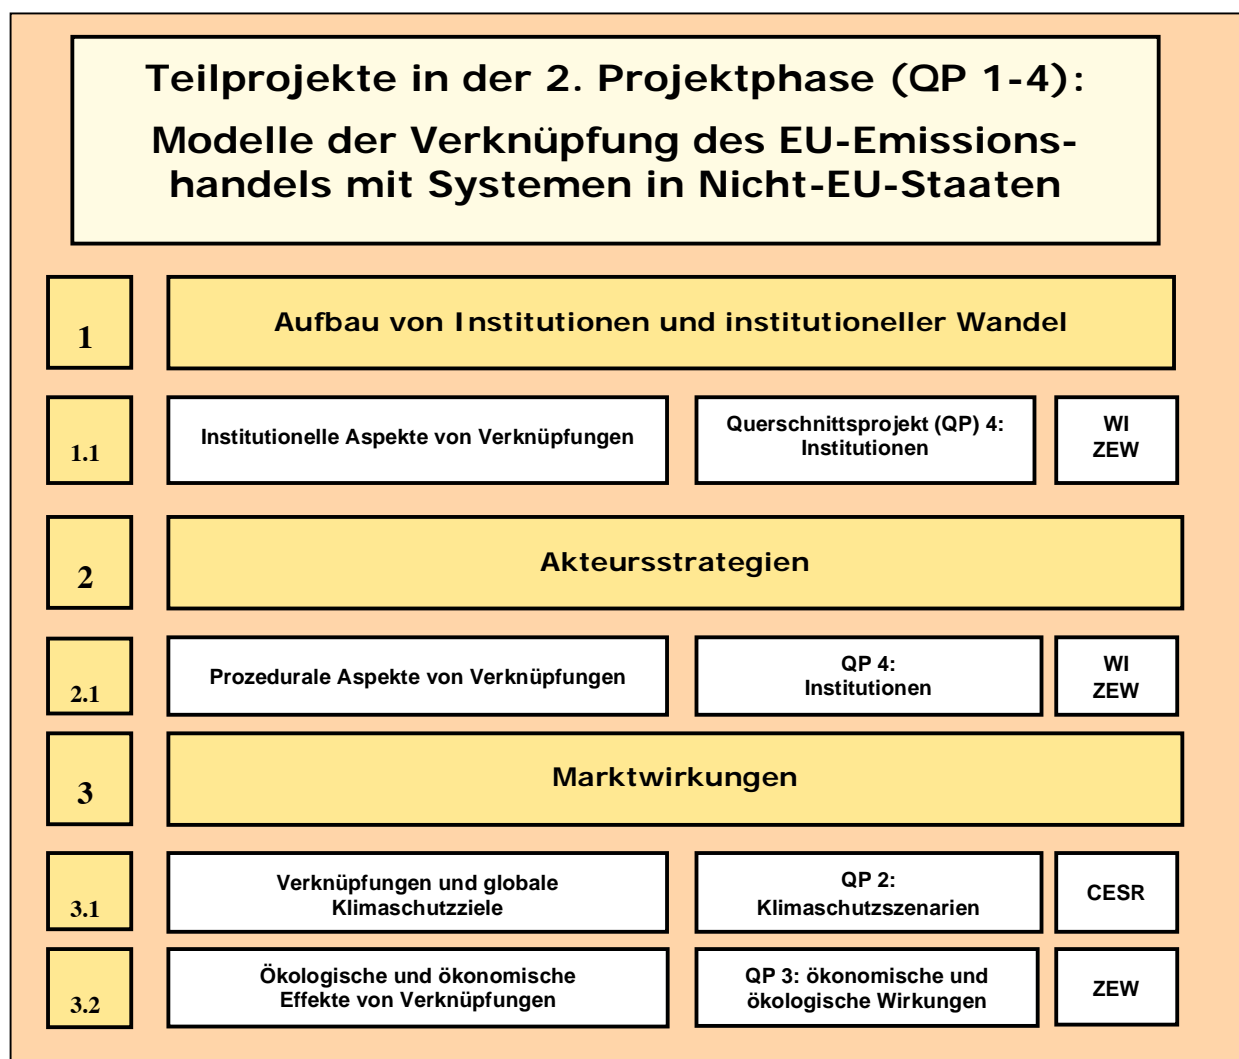 Teilprojekte in der 2. Projektphase (QP 1-4):
Modelle der Verknüpfung des EU-Emissions-
handels mit Systemen in Nicht-EU-Staaten
1
Aufbau von Institutionen und institutioneller Wandel
1.1
Institutionelle Aspekte von Verknüpfungen
Querschnittsprojekt (QP) 4:
Institutionen
WI
ZEW
2
Akteursstrategien
2.1
Prozedurale Aspekte von Verknüpfungen
QP 4:
Institutionen
WI
ZEW
3
Marktwirkungen
3.1
Verknüpfungen und globale
Klimaschutzziele
QP 2:
Klimaschutzszenarien
CESR
3.2
Ökologische und ökonomische
Effekte von Verknüpfungen
QP 3: ökonomische und
ökologische Wirkungen
ZEW